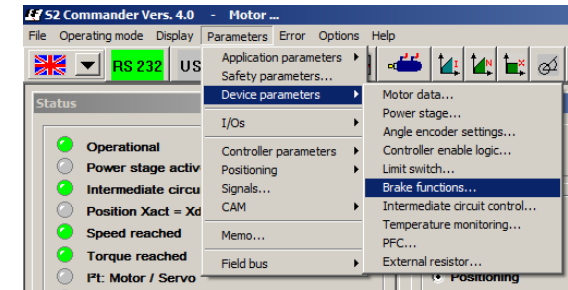 S2 Commander Vers. 4.0 - Motor ...
File Operating mode Display Parameters Error Options Help
RS 232 US
Application parameters
Safety parameters...
Device parameters
I/Os
Controller parameters
Positioning
Signals...
CAM
Memo...
Field bus
Motor data...
Power stage...
Angle encoder settings...
Controller enable logic...
Limit switch...
Brake functions...
Intermediate circuit control...
Temperature monitoring...
PFC...
External resistor...
Status
Operational
Power stage activ
Intermediate circu
Position Xact = Xd
Speed reached
Torque reached
I²t: Motor / Servo
Positioning